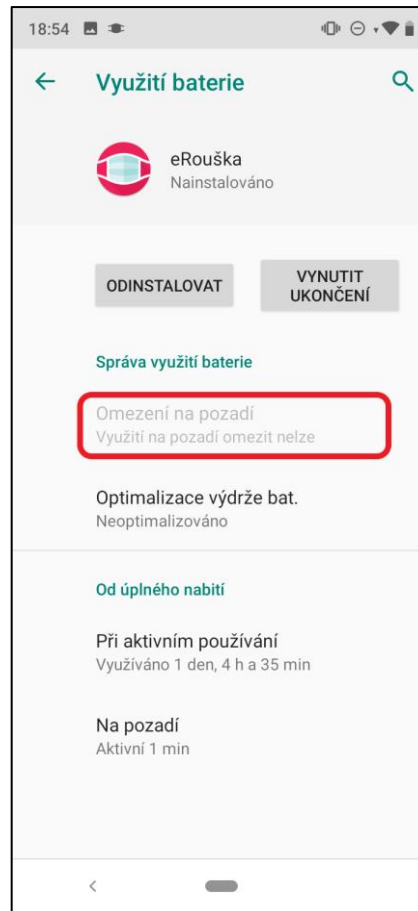 18:54
Využití baterie
eRouška
Nainstalováno
ODINSTALOVAT
VYNUTIT
UKONČENÍ
Správa využití baterie
Omezení na pozadí
Využití na pozadí omezit nelze
Optimalizace výdrže bat.
Neoptimalizováno
Od úplného nabití
Při aktivním používání
Využíváno 1 den, 4 h a 35 min
Na pozadí
Aktivní 1 min